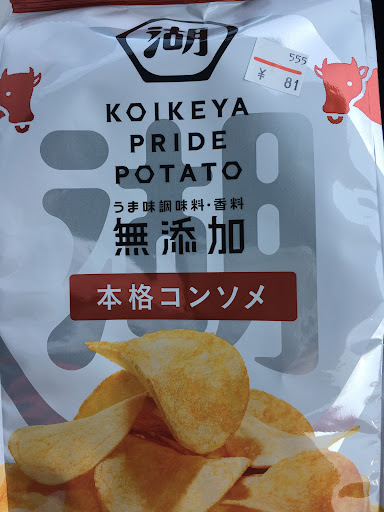 湖
555
¥ 81
KOIKEYA
PRIDE
POTATO
うま味調味料・香料
無添加
本格コンソメ
湖